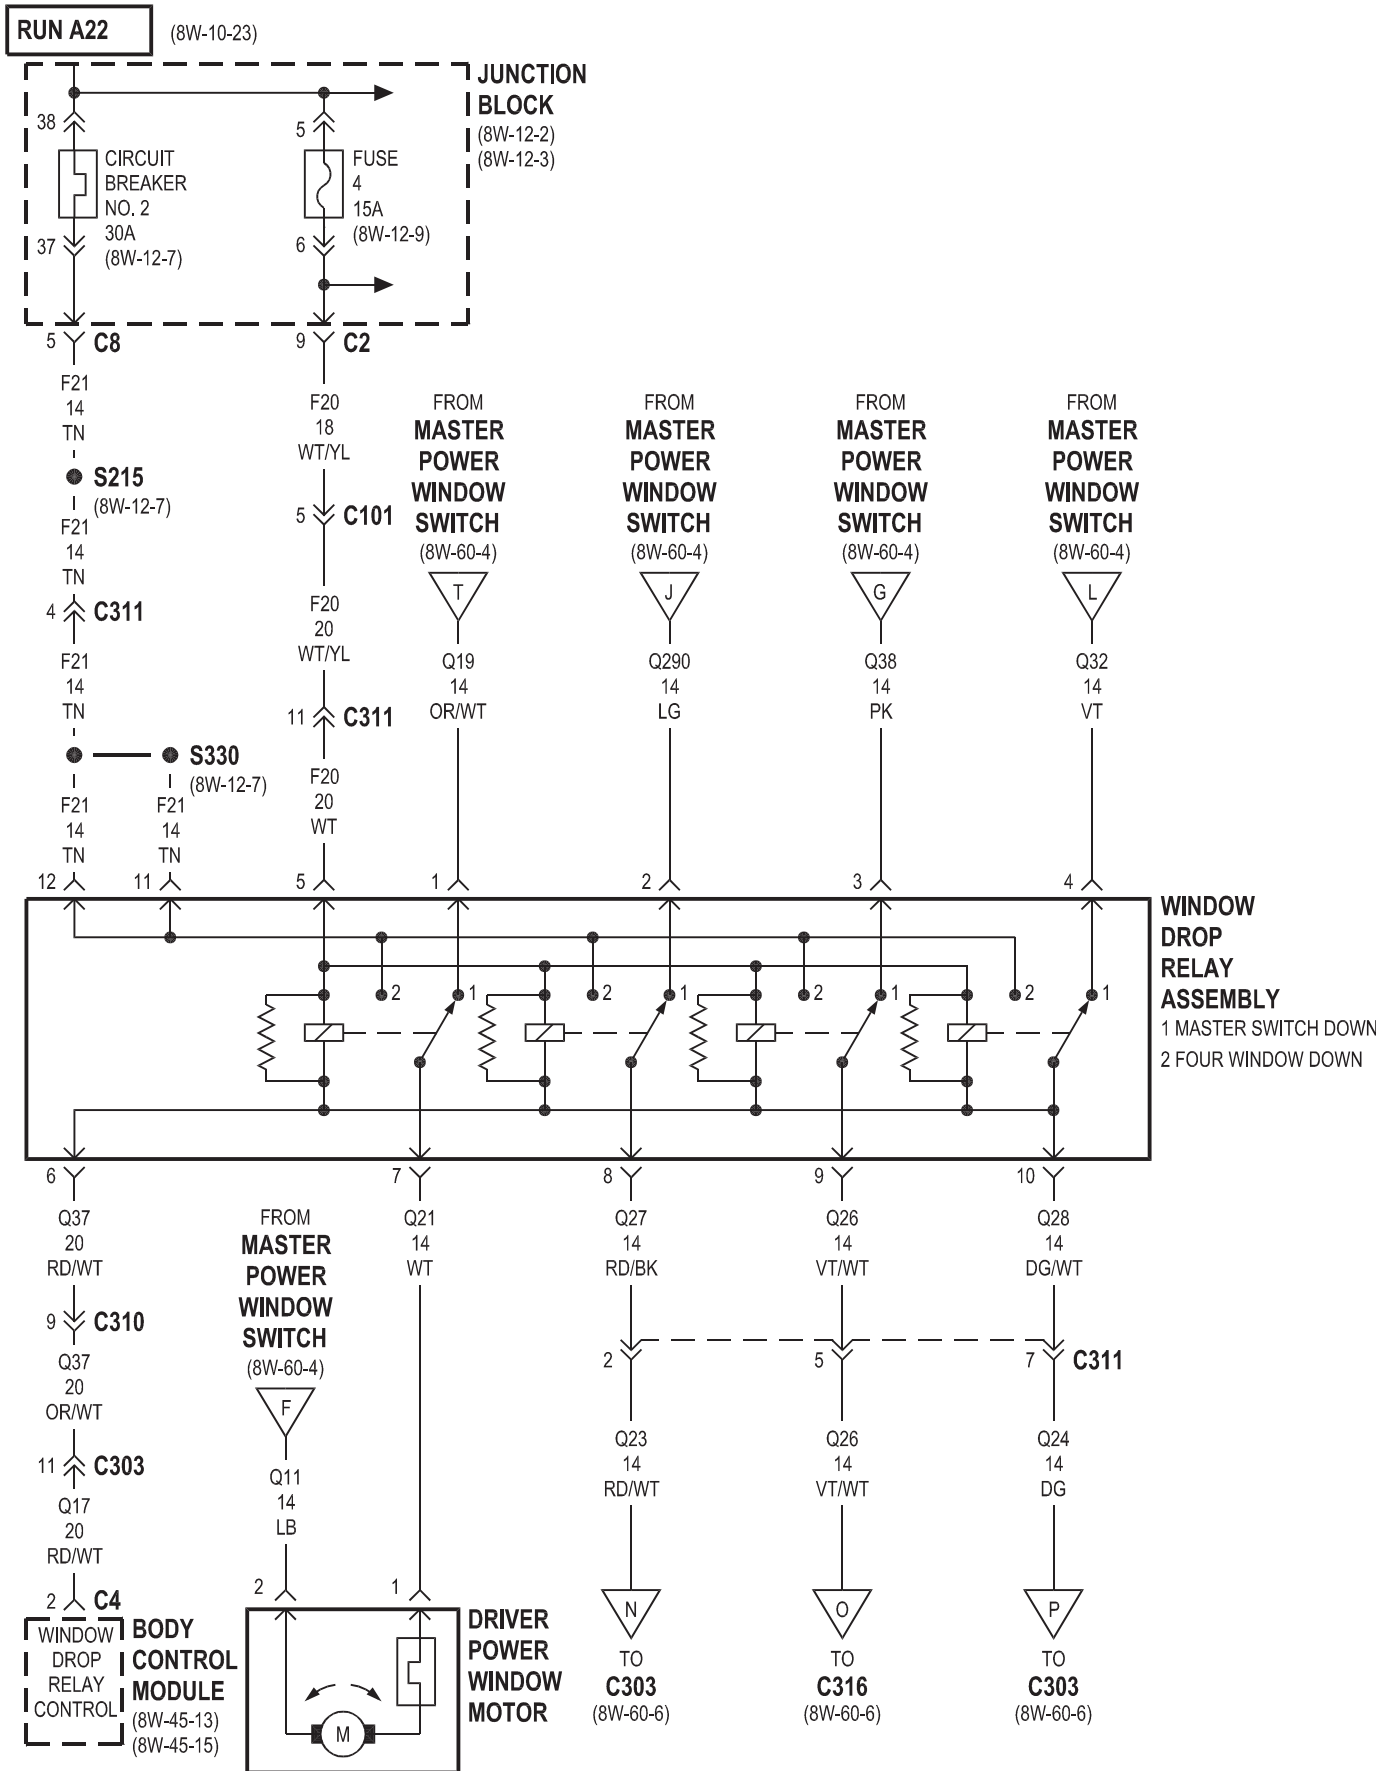 RUN A22
(8W-10-23)
JUNCTION
BLOCK
(8W-12-2)
(8W-12-3)
38
CIRCUIT
BREAKER
NO. 2
30A
(8W-12-7)
37
5
FUSE
4
15A
(8W-12-9)
6
5 C8
9 C2
F21
14
TN
S215
(8W-12-7)
F21
14
TN
4 C311
F21
14
TN
S330
(8W-12-7)
F21
14
TN
F21
14
TN
F20
18
WT/YL
5 C101
F20
20
WT/YL
11 C311
F20
20
WT
FROM
MASTER
POWER
WINDOW
SWITCH
(8W-60-4)
T
Q19
14
OR/WT
FROM
MASTER
POWER
WINDOW
SWITCH
(8W-60-4)
J
Q290
14
LG
FROM
MASTER
POWER
WINDOW
SWITCH
(8W-60-4)
G
Q38
14
PK
FROM
MASTER
POWER
WINDOW
SWITCH
(8W-60-4)
L
Q32
14
VT
12 11 5 1 2 3 4
WINDOW
DROP
RELAY
ASSEMBLY
1 MASTER SWITCH DOWN
2 FOUR WINDOW DOWN
2 1 2 1 2 1 2 1
6 7 8 9 10
Q37
20
RD/WT
9 C310
Q37
20
OR/WT
11 C303
Q17
20
RD/WT
2 C4
WINDOW
DROP
RELAY
CONTROL
BODY
CONTROL
MODULE
(8W-45-13)
(8W-45-15)
FROM
MASTER
POWER
WINDOW
SWITCH
(8W-60-4)
F
Q11
14
LB
2
Q21
14
WT
1
M
DRIVER
POWER
WINDOW
MOTOR
Q27
14
RD/BK
Q26
14
VT/WT
Q28
14
DG/WT
2 5 7 C311
Q23
14
RD/WT
N
TO
C303
(8W-60-6)
Q26
14
VT/WT
O
TO
C316
(8W-60-6)
Q24
14
DG
P
TO
C303
(8W-60-6)